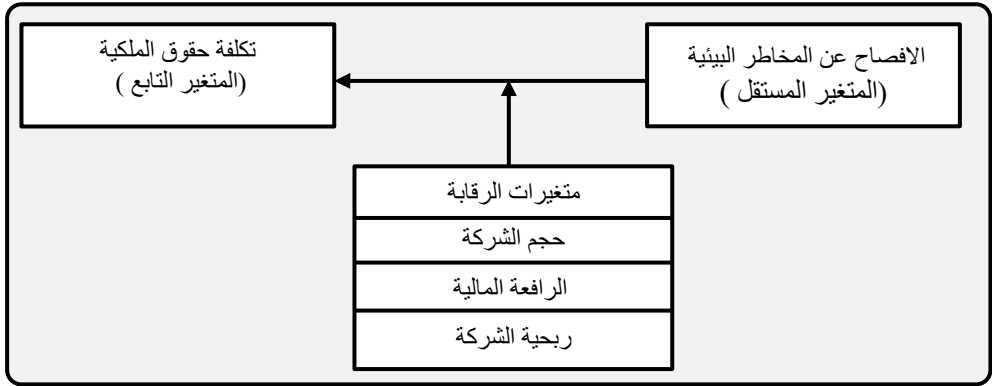 الافصاح عن المخاطر البيئية
(المتغير المستقل )
تكلفة حقوق الملكية
(المتغير التابع )
متغيرات الرقابة
حجم الشركة
الرافعة المالية
ربحية الشركة